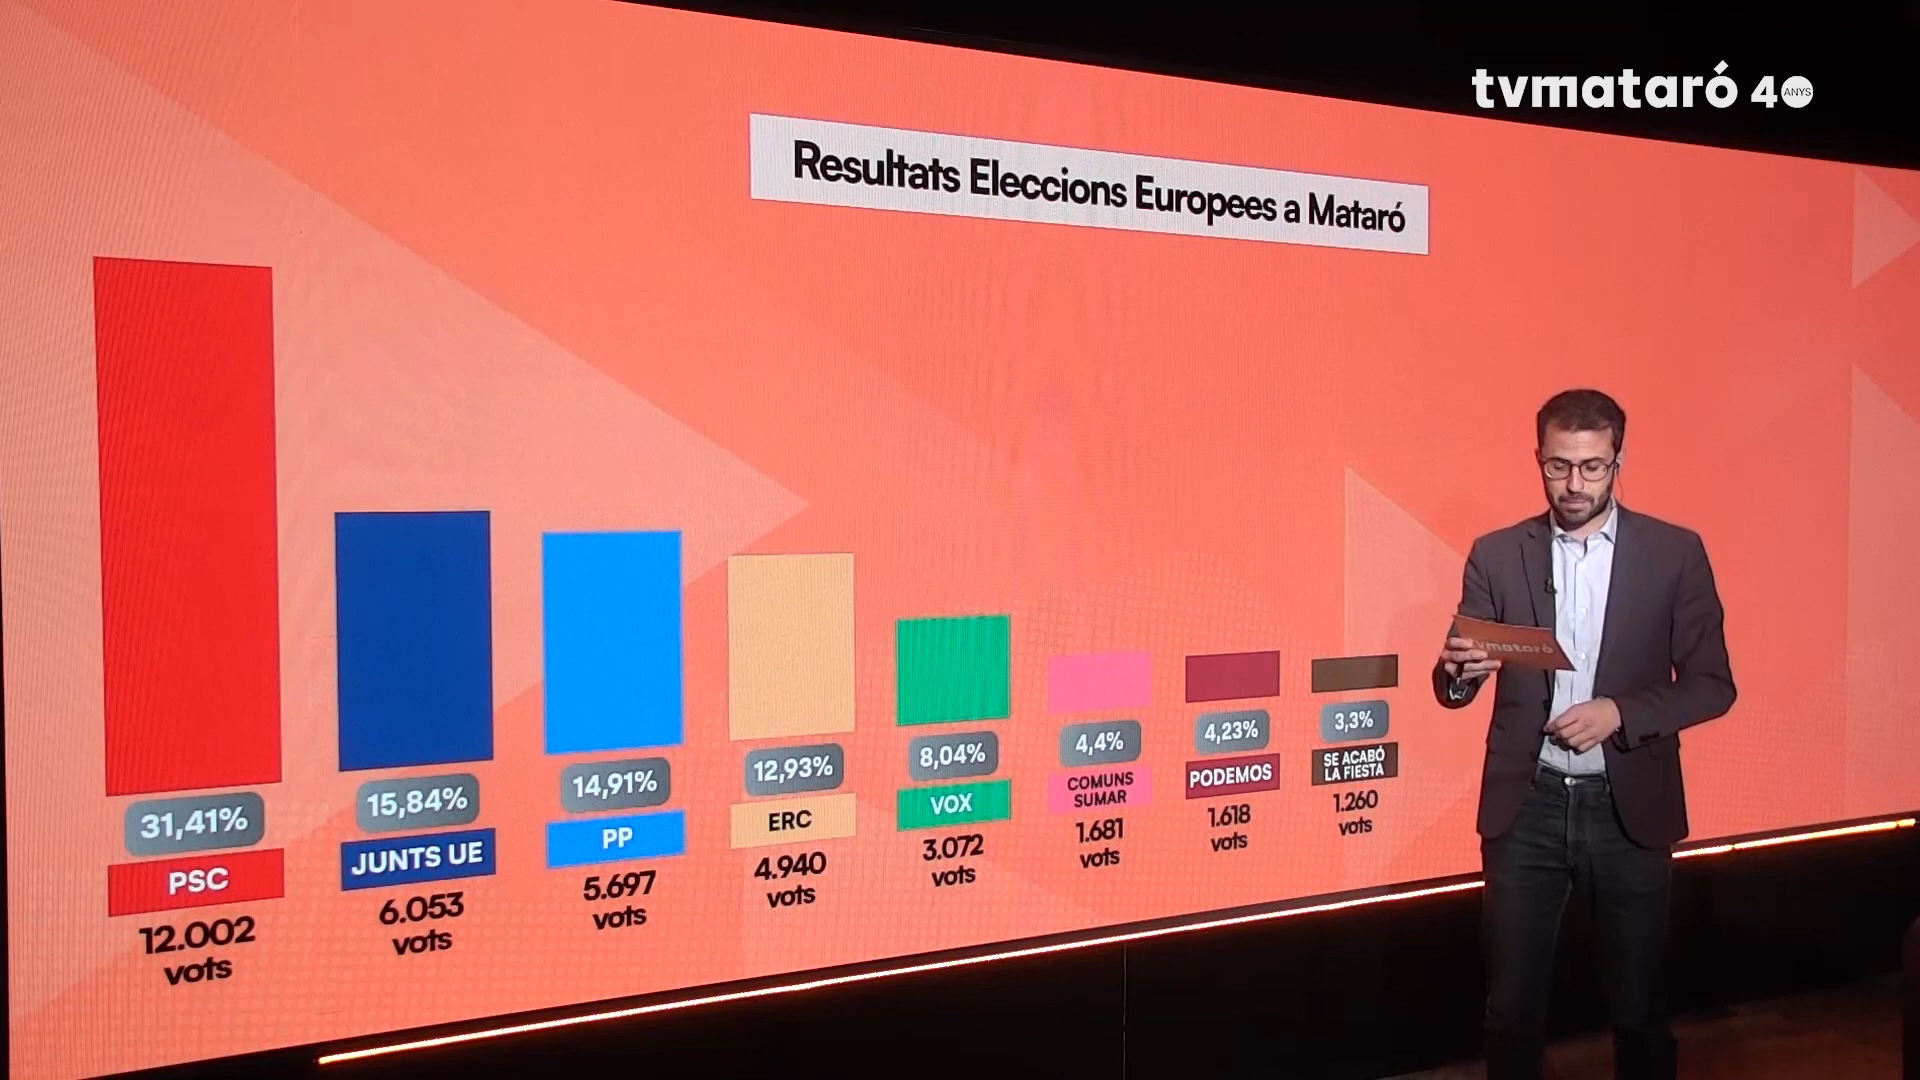 tvmataró 40 ANYS
Resultats Eleccions Europees a Mataró
31,41%
PSC
12.002
vots
15,84%
JUNTS UE
6.053
vots
14,91%
PP
5.697
vots
12,93%
ERC
4.940
vots
8,04%
VOX
3.072
vots
4,4%
COMUNS
SUMAR
1.681
vots
4,23%
PODEMOS
1.618
vots
3,3%
SE ACABÓ
LA FIESTA
1.260
vots
tvmataró